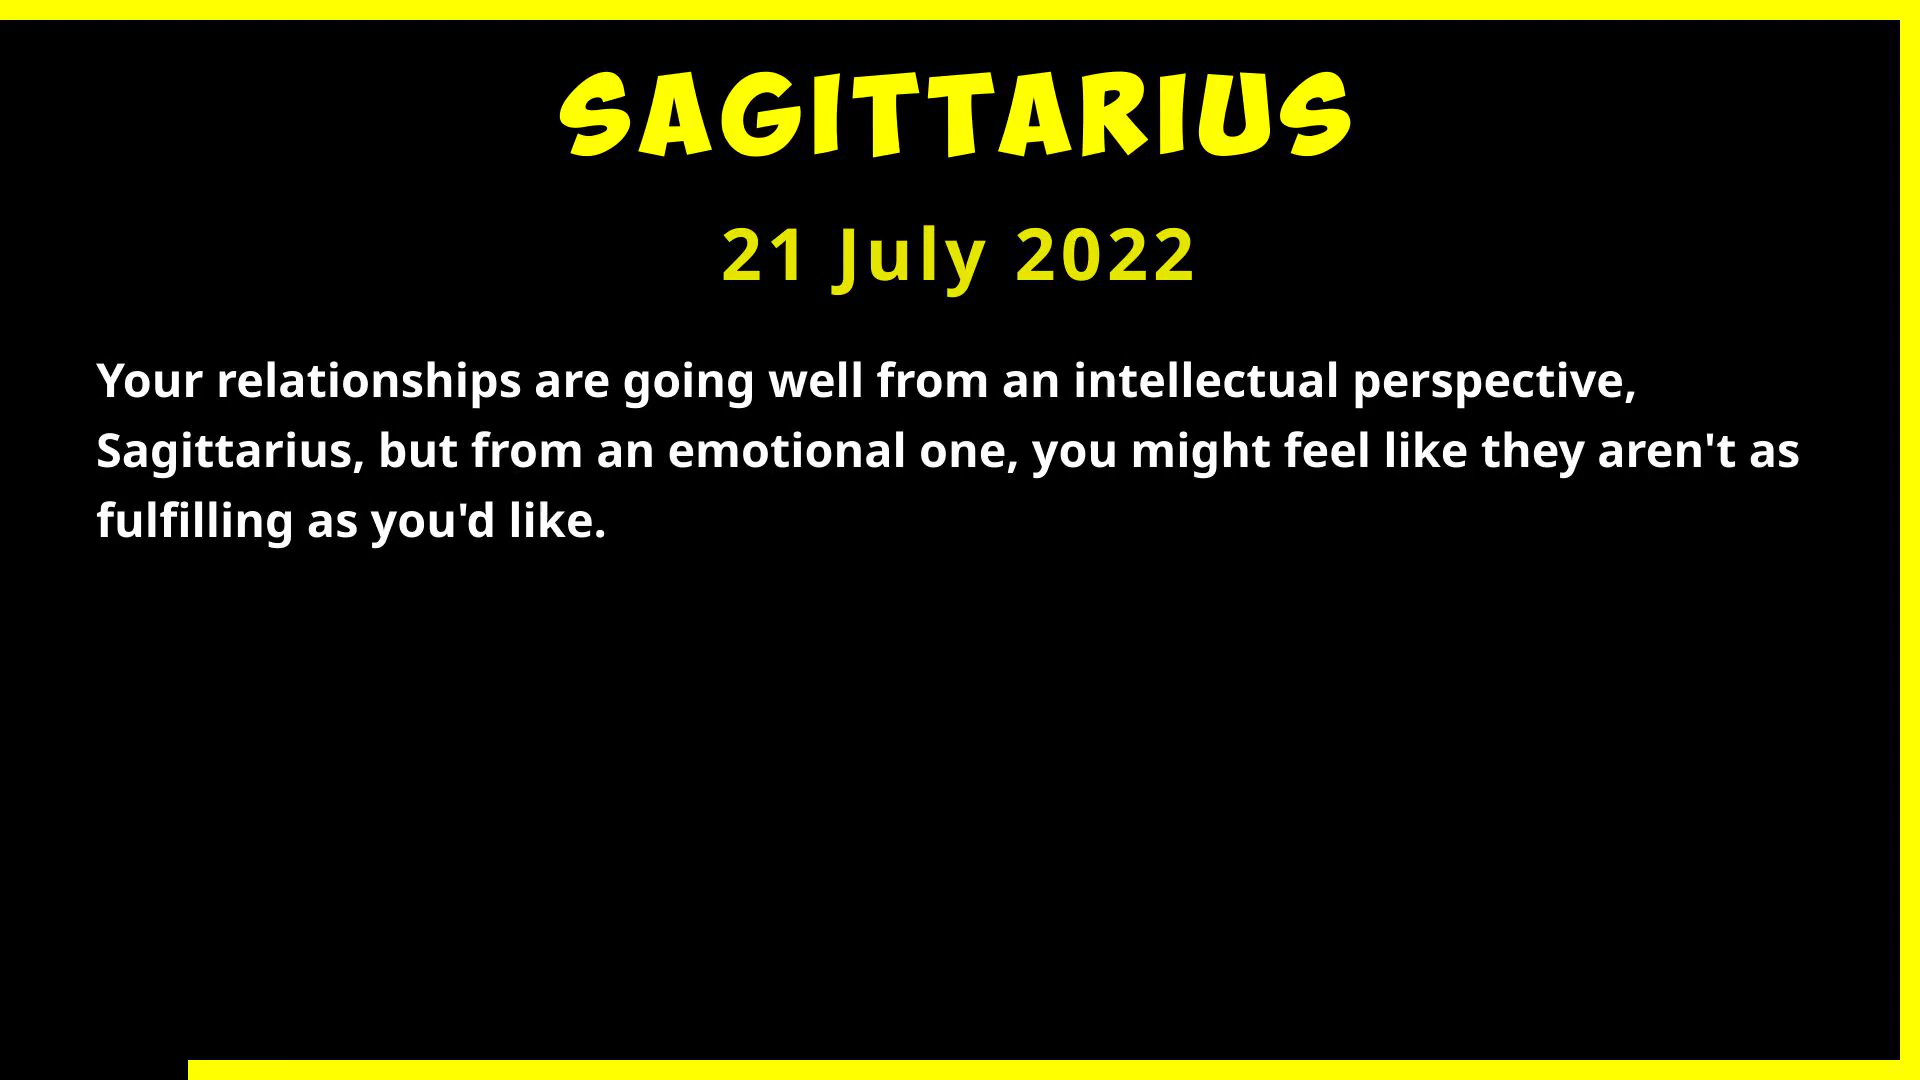 SAGITTARIUS
21 July 2022
Your relationships are going well from an intellectual perspective,
Sagittarius, but from an emotional one, you might feel like they aren't as
fulfilling as you'd like.